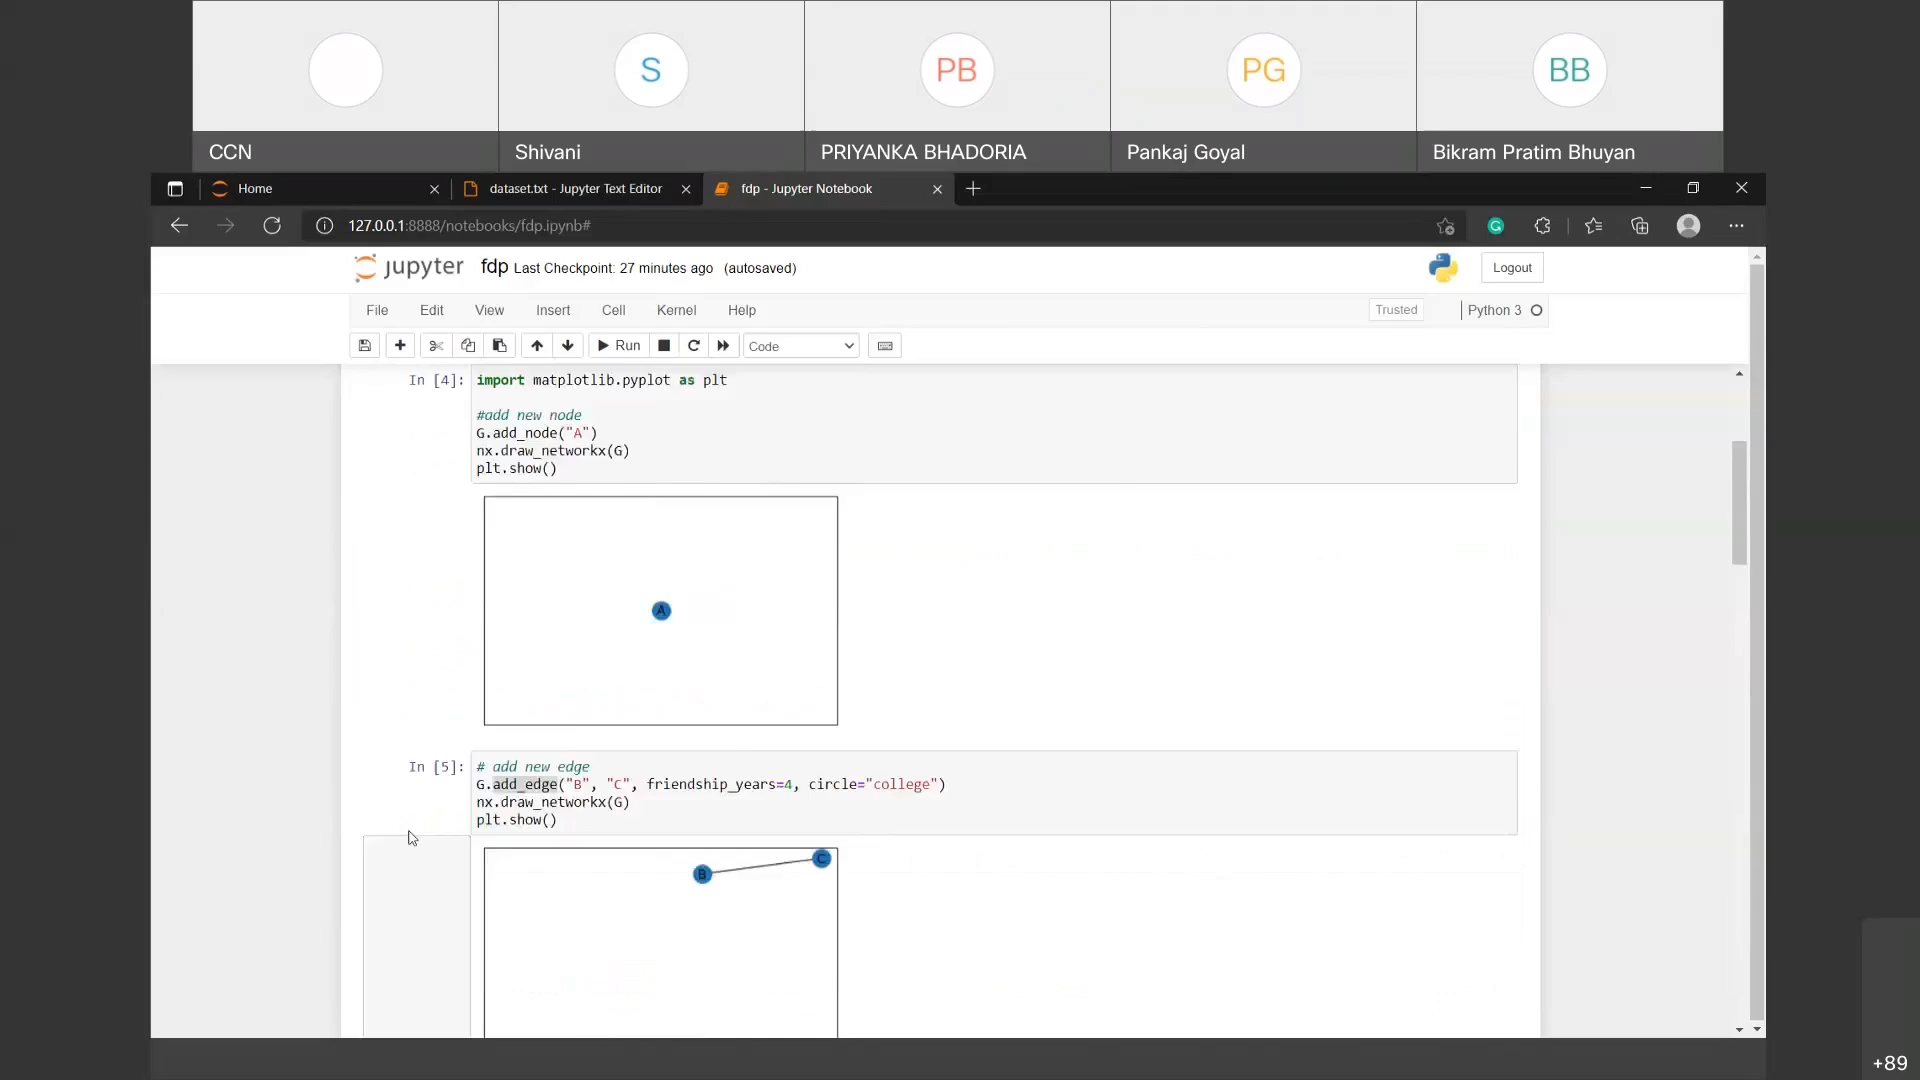 S
PB
PG
BB
CCN
Shivani
PRIYANKA BHADORIA
Pankaj Goyal
Bikram Pratim Bhuyan
Home
dataset.txt - Jupyter Text Editor
fdp - Jupyter Notebook
127.0.0.1:8888/notebooks/fdp.ipynb#
jupyter fdp Last Checkpoint: 27 minutes ago (autosaved)
Logout
File Edit View Insert Cell Kernel Help
Trusted
Python 3
Run
Code
In [4]: import matplotlib.pyplot as plt
#add new node
G.add_node("A")
nx.draw_networkx(G)
plt.show()
A
In [5]: # add new edge
G.add_edge("B", "C", friendship_years=4, circle="college")
nx.draw_networkx(G)
plt.show()
C
B
+89